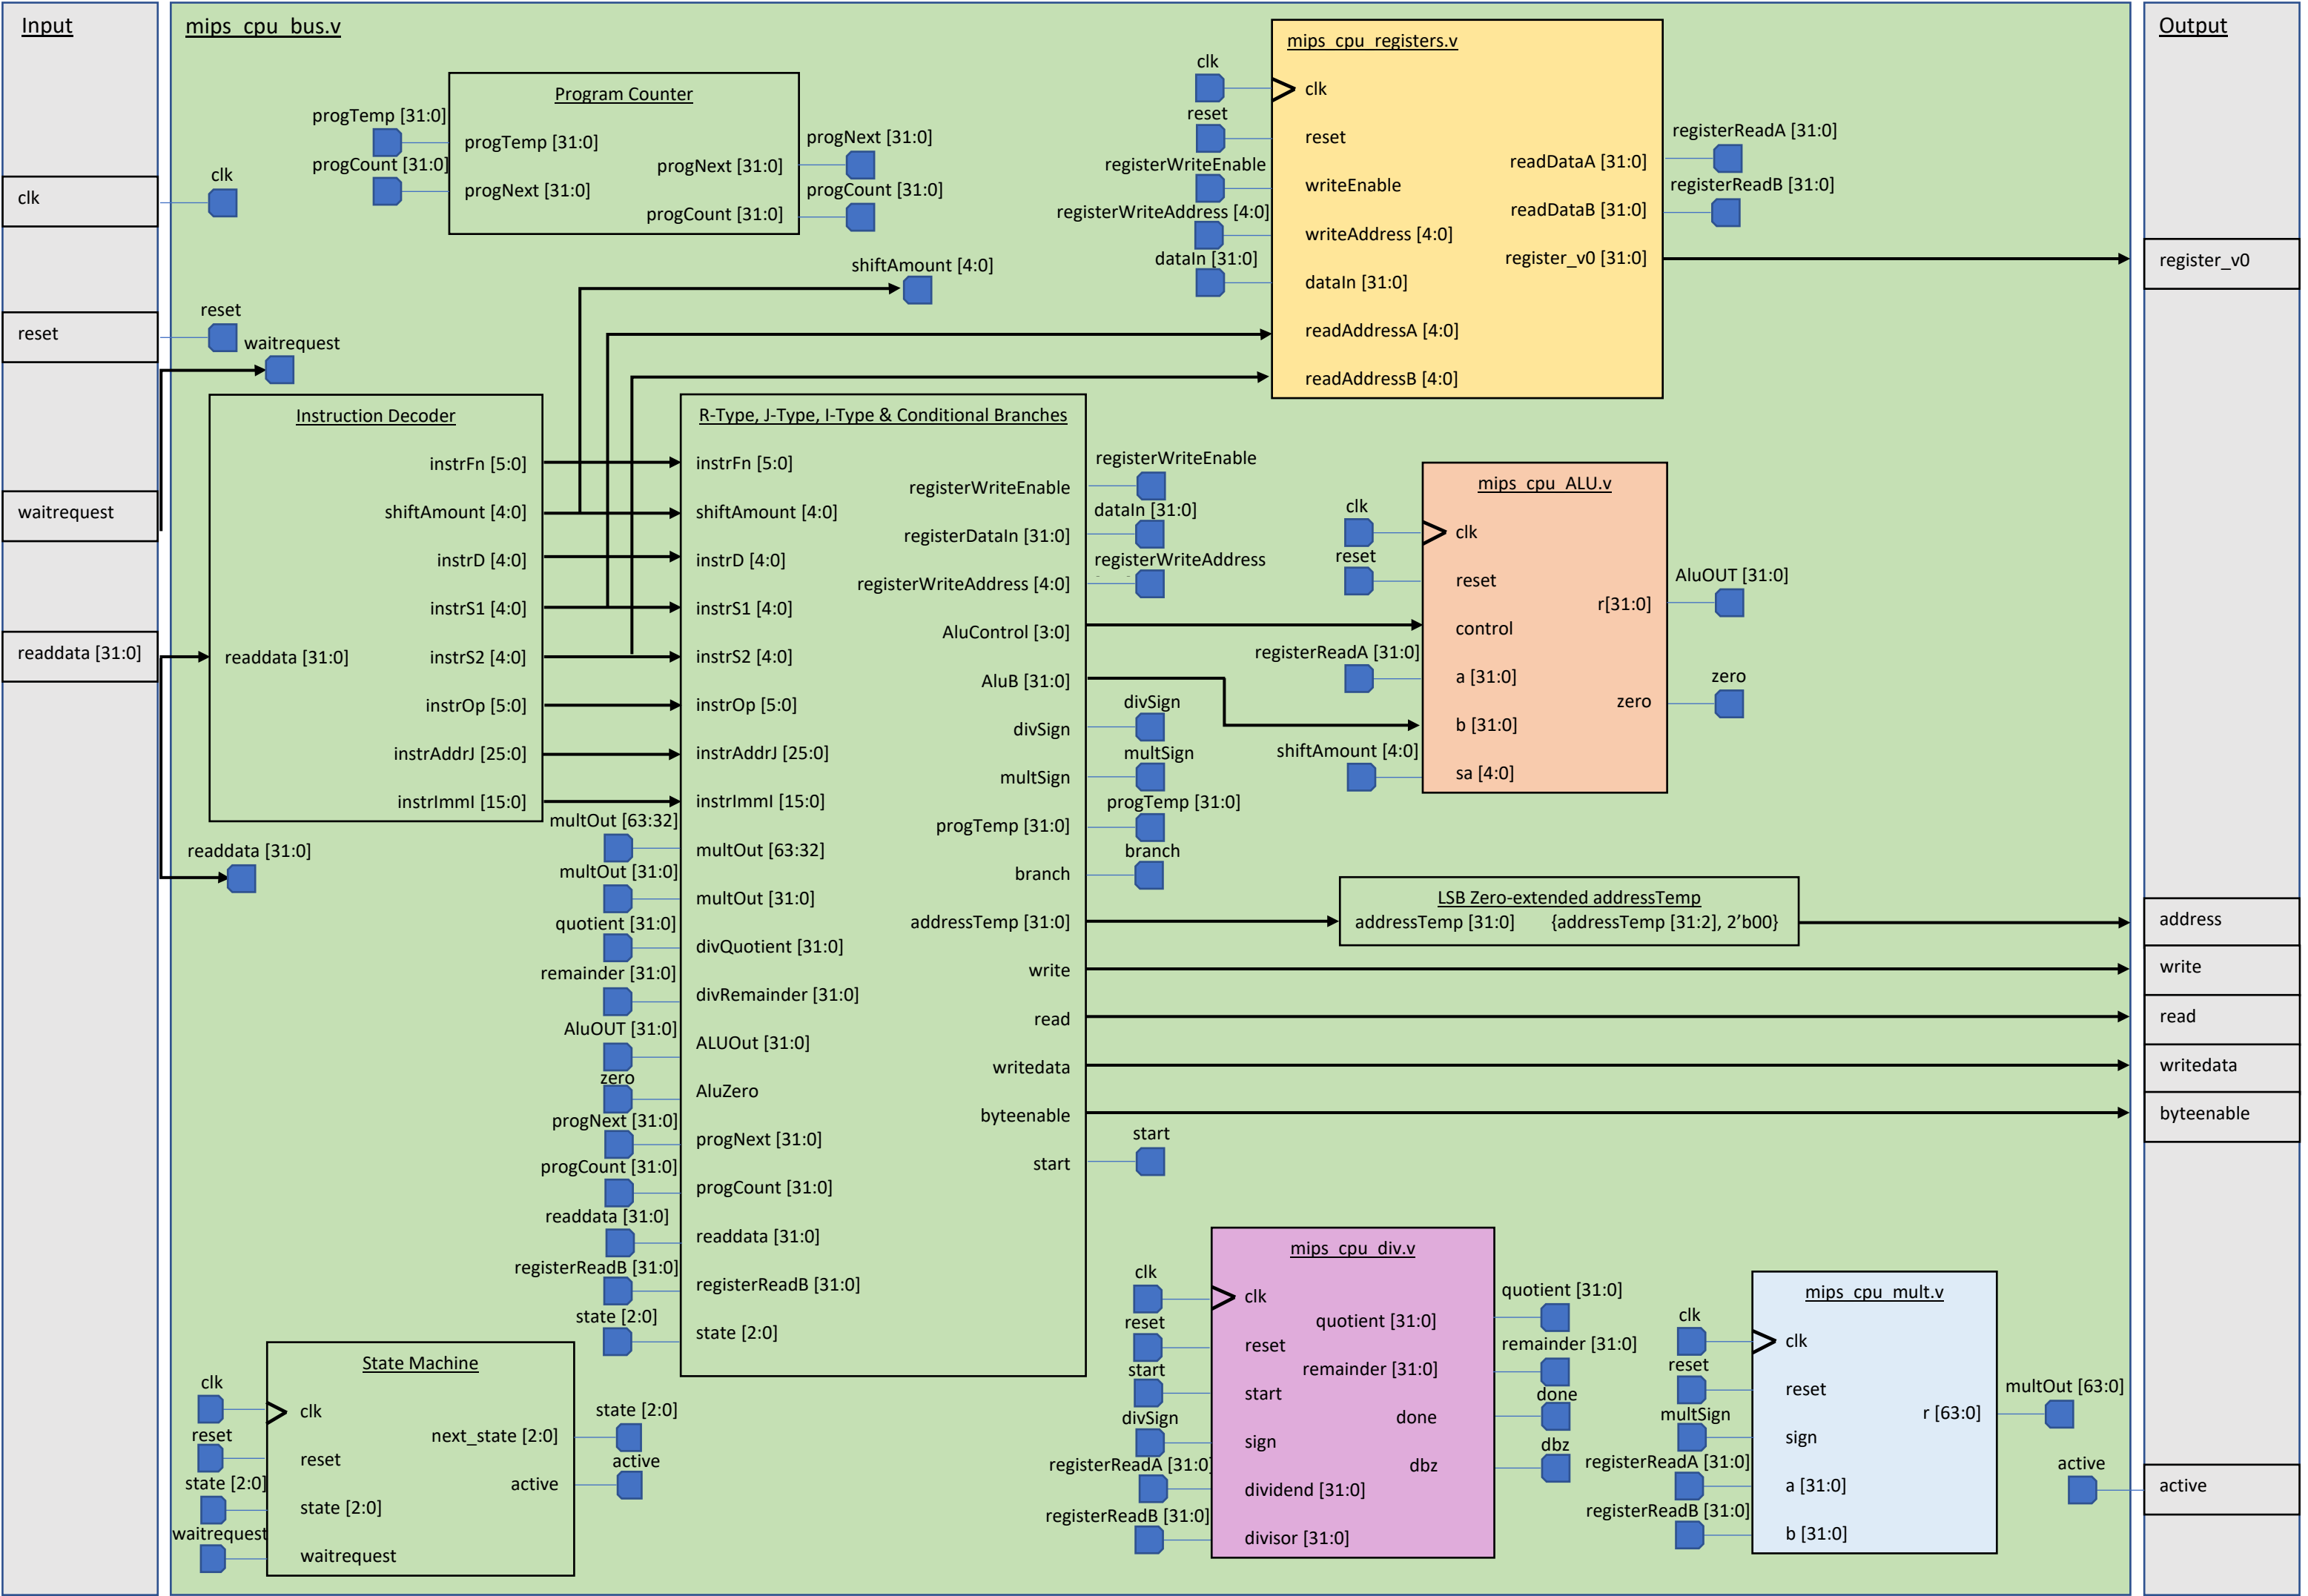 Input
clk
reset
waitrequest
readdata [31:0]
mips_cpu_bus.v
clk
reset
waitrequest
readdata [31:0]
Program Counter
progTemp [31:0]
progCount [31:0]
progTemp [31:0]
progNext [31:0]
progNext [31:0]
progCount [31:0]
progNext [31:0]
progCount [31:0]
shiftAmount [4:0]
mips_cpu_registers.v
clk
reset
registerWriteEnable
registerWriteAddress [4:0]
dataIn [31:0]
clk
reset
writeEnable
writeAddress [4:0]
dataIn [31:0]
readAddressA [4:0]
readAddressB [4:0]
readDataA [31:0]
readDataB [31:0]
register_v0 [31:0]
registerReadA [31:0]
registerReadB [31:0]
Instruction Decoder
readdata [31:0]
instrFn [5:0]
shiftAmount [4:0]
instrD [4:0]
instrS1 [4:0]
instrS2 [4:0]
instrOp [5:0]
instrAddrJ [25:0]
instrImmI [15:0]
R-Type, J-Type, I-Type & Conditional Branches
instrFn [5:0]
shiftAmount [4:0]
instrD [4:0]
instrS1 [4:0]
instrS2 [4:0]
instrOp [5:0]
instrAddrJ [25:0]
instrImmI [15:0]
multOut [63:32]
multOut [31:0]
divQuotient [31:0]
divRemainder [31:0]
ALUOut [31:0]
AluZero
progNext [31:0]
progCount [31:0]
readdata [31:0]
registerReadB [31:0]
state [2:0]
multOut [63:32]
multOut [31:0]
quotient [31:0]
remainder [31:0]
AluOUT [31:0]
zero
progNext [31:0]
progCount [31:0]
readdata [31:0]
registerReadB [31:0]
state [2:0]
registerWriteEnable
registerDataIn [31:0]
registerWriteAddress [4:0]
AluControl [3:0]
AluB [31:0]
divSign
multSign
progTemp [31:0]
branch
addressTemp [31:0]
write
read
writedata
byteenable
start
registerWriteEnable
dataIn [31:0]
registerWriteAddress
divSign
multSign
progTemp [31:0]
branch
start
mips_cpu_ALU.v
clk
reset
registerReadA [31:0]
shiftAmount [4:0]
clk
reset
control
a [31:0]
b [31:0]
sa [4:0]
r[31:0]
zero
AluOUT [31:0]
zero
LSB Zero-extended addressTemp
addressTemp [31:0] {addressTemp [31:2], 2’b00}
State Machine
clk
reset
state [2:0]
waitrequest
clk
reset
state [2:0]
waitrequest
next_state [2:0]
active
state [2:0]
active
mips_cpu_div.v
clk
reset
start
divSign
registerReadA [31:0]
registerReadB [31:0]
clk
reset
start
sign
dividend [31:0]
divisor [31:0]
quotient [31:0]
remainder [31:0]
done
dbz
quotient [31:0]
remainder [31:0]
done
dbz
mips_cpu_mult.v
clk
reset
multSign
registerReadA [31:0]
registerReadB [31:0]
clk
reset
sign
a [31:0]
b [31:0]
r [63:0]
multOut [63:0]
active
Output
register_v0
address
write
read
writedata
byteenable
active